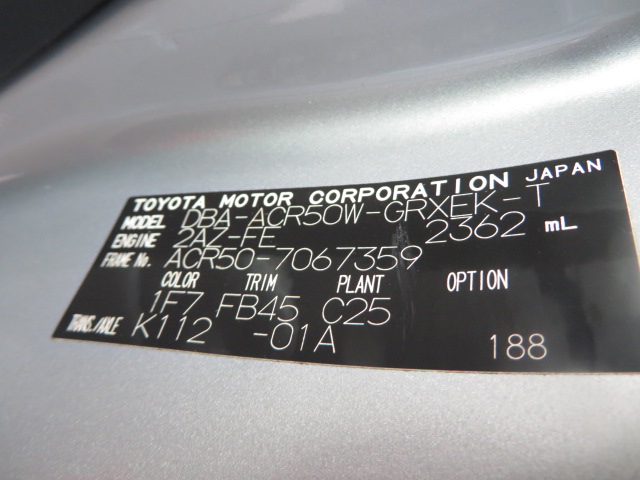 TOYOTA MOTOR CORPORATION JAPAN
MODEL DBA-ACR50W-GRXEK-T
ENGINE 2AZ-FE 2362 mL
FRAME No. ACR50-7067359
COLOR TRIM PLANT OPTION
1F7 FB45 C25
TRANS./AXLE K112 -01A 188